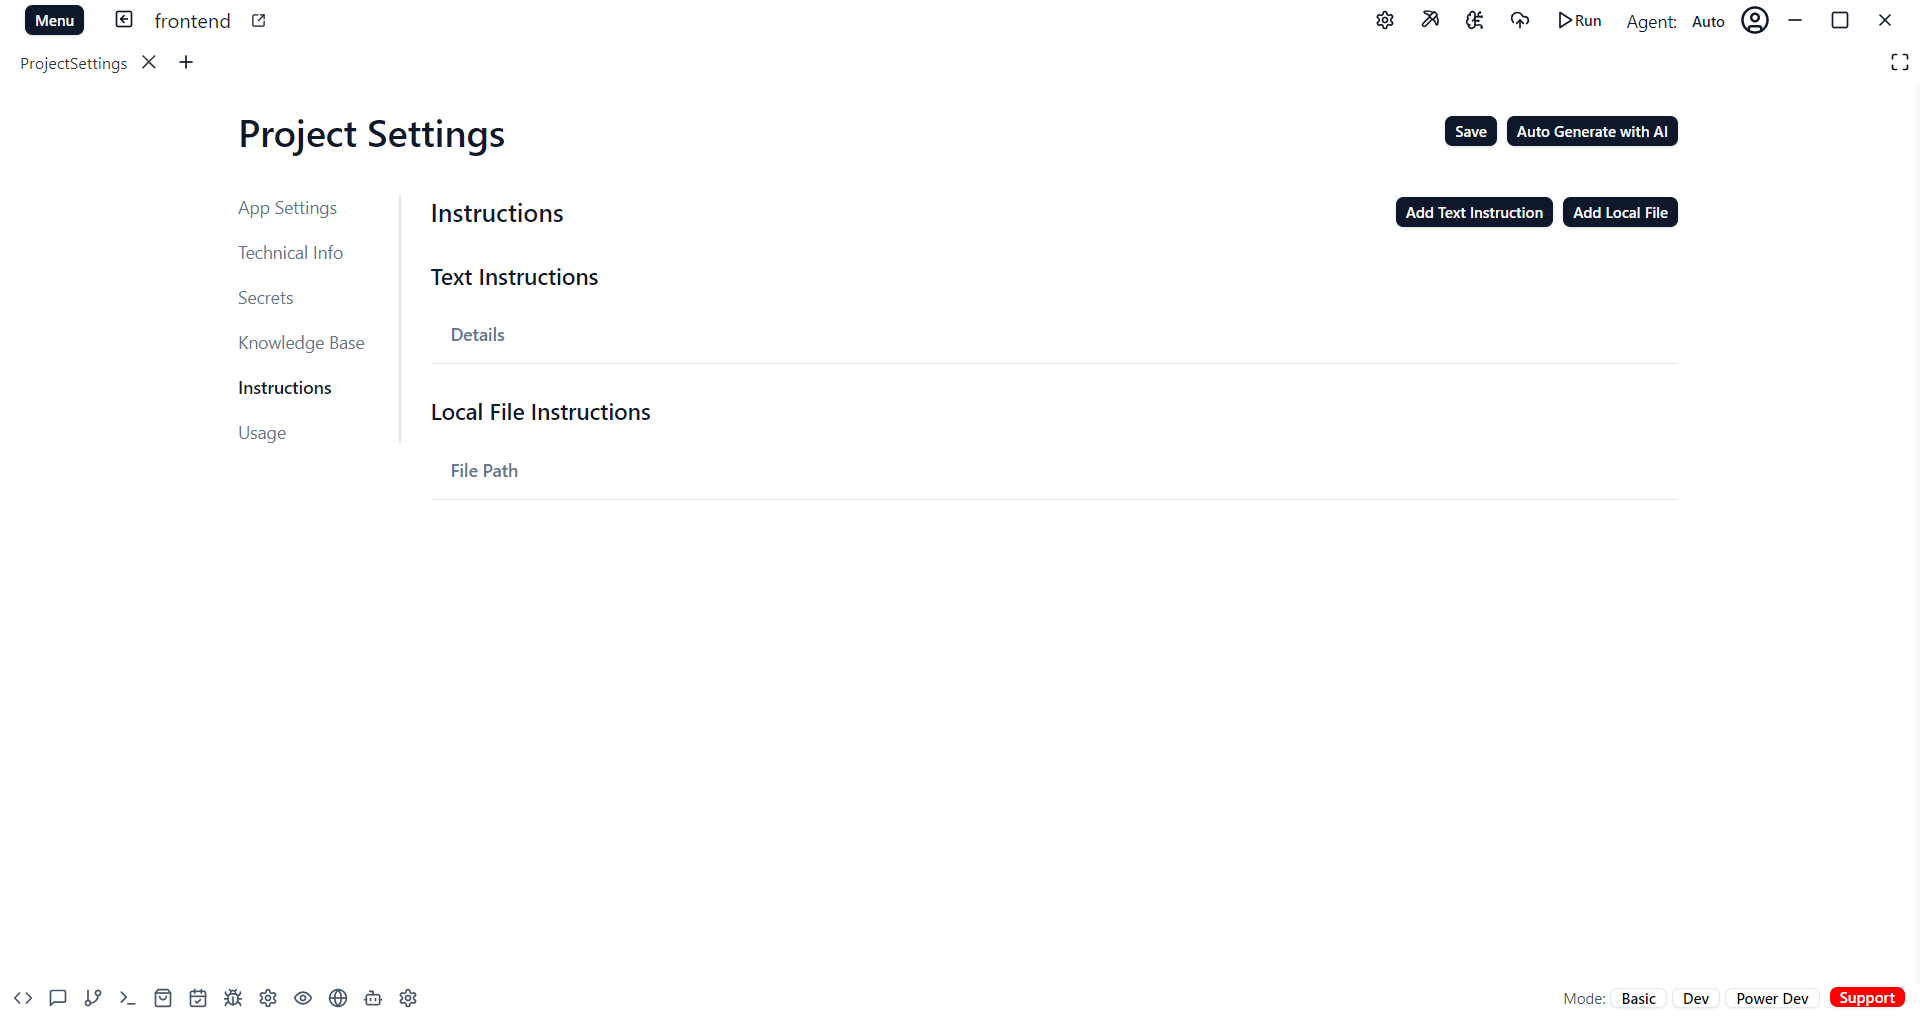 Menu
frontend
Run
Agent: Auto
ProjectSettings
Project Settings
Save
Auto Generate with AI
App Settings
Technical Info
Secrets
Knowledge Base
Instructions
Usage
Instructions
Add Text Instruction
Add Local File
Text Instructions
Details
Local File Instructions
File Path
Mode: Basic Dev Power Dev Support